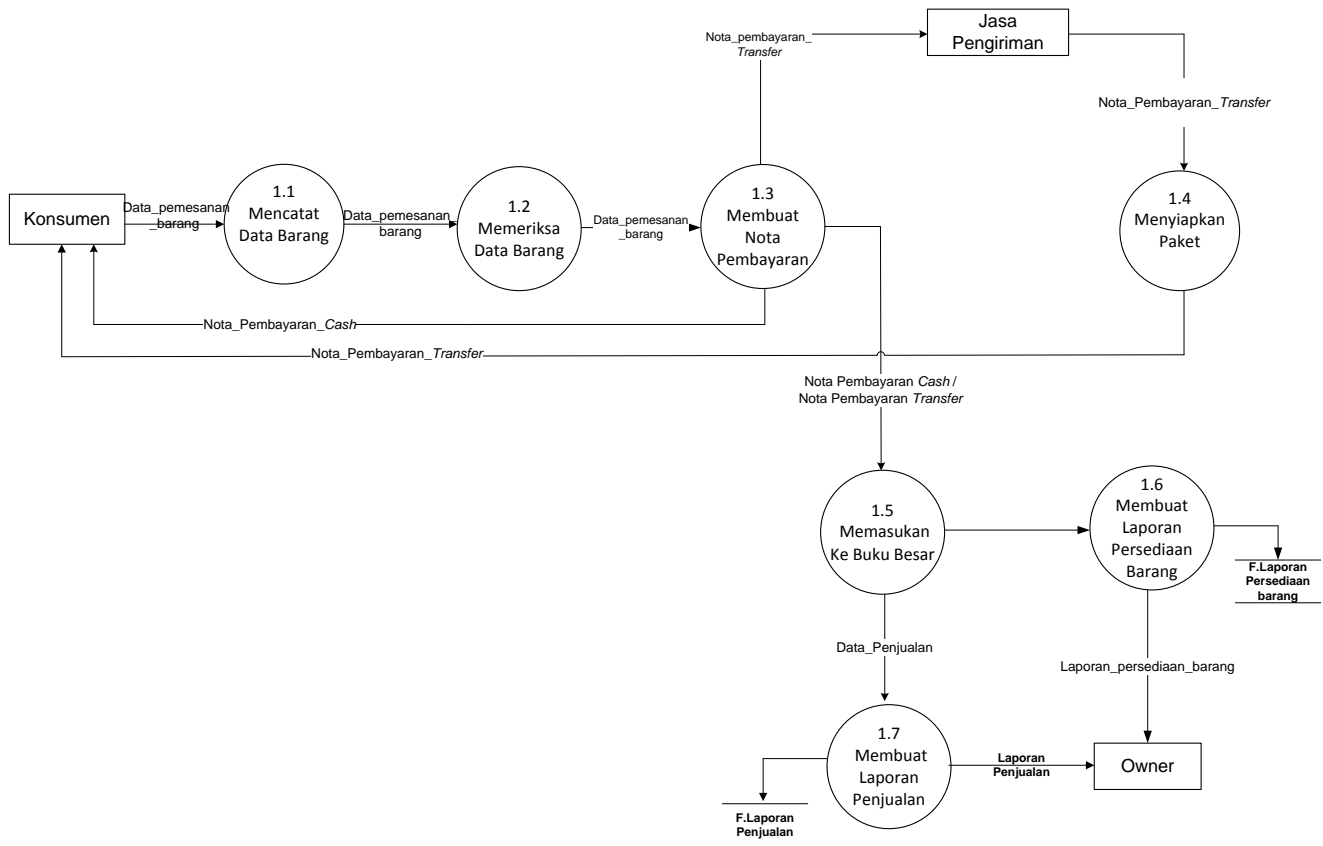 Nota_pembayaran_
Transfer
Jasa
Pengiriman
Nota_Pembayaran_Transfer
Konsumen
Data_pemesanan
_barang
1.1
Mencatat
Data Barang
Data_pemesanan
barang
1.2
Memeriksa
Data Barang
Data_pemesanan
_barang
1.3
Membuat
Nota
Pembayaran
1.4
Menyiapkan
Paket
Nota_Pembayaran_Cash
Nota_Pembayaran_Transfer
Nota Pembayaran Cash /
Nota Pembayaran Transfer
1.5
Memasukan
Ke Buku Besar
1.6
Membuat
Laporan
Persediaan
Barang
F.Laporan
Persediaan
barang
Data_Penjualan
Laporan_persediaan_barang
1.7
Membuat
Laporan
Penjualan
Laporan
Penjualan
Owner
F.Laporan
Penjualan